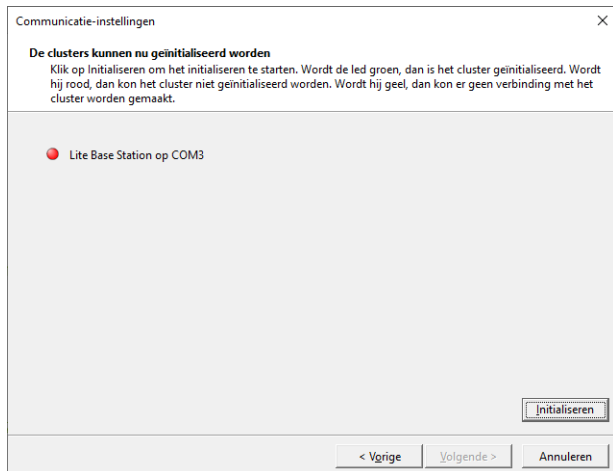 Communicatie-instellingen
De clusters kunnen nu geïnitialiseerd worden
Klik op Initialiseren om het initialiseren te starten. Wordt de led groen, dan is het cluster geïnitialiseerd. Wordt
hij rood, dan kon het cluster niet geïnitialiseerd worden. Wordt hij geel, dan kon er geen verbinding met het
cluster worden gemaakt.
Lite Base Station op COM3
Initialiseren
< Vorige
Volgende >
Annuleren